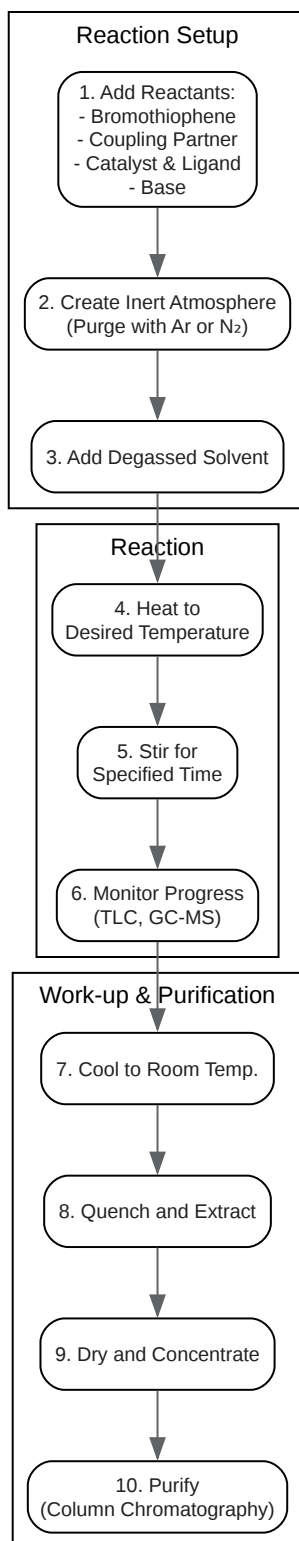 Reaction Setup
1. Add Reactants:
- Bromothiophene
- Coupling Partner
- Catalyst & Ligand
- Base
2. Create Inert Atmosphere
(Purge with Ar or N₂)
3. Add Degassed Solvent
Reaction
4. Heat to
Desired Temperature
5. Stir for
Specified Time
6. Monitor Progress
(TLC, GC-MS)
Work-up & Purification
7. Cool to Room Temp.
8. Quench and Extract
9. Dry and Concentrate
10. Purify
(Column Chromatography)